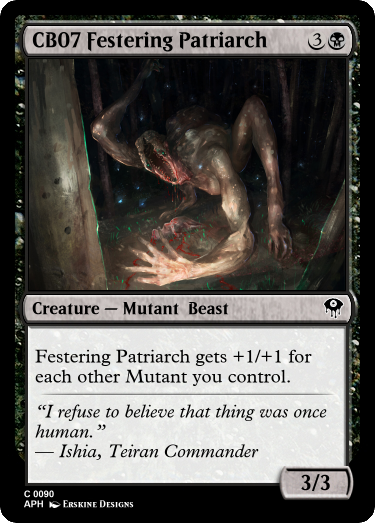 CB07 Festering Patriarch 3
Creature — Mutant Beast
Festering Patriarch gets +1/+1 for
each other Mutant you control.
“I refuse to believe that thing was once
human.”
— Ishia, Teiran Commander
3/3
C 0090
APH Erskine Designs